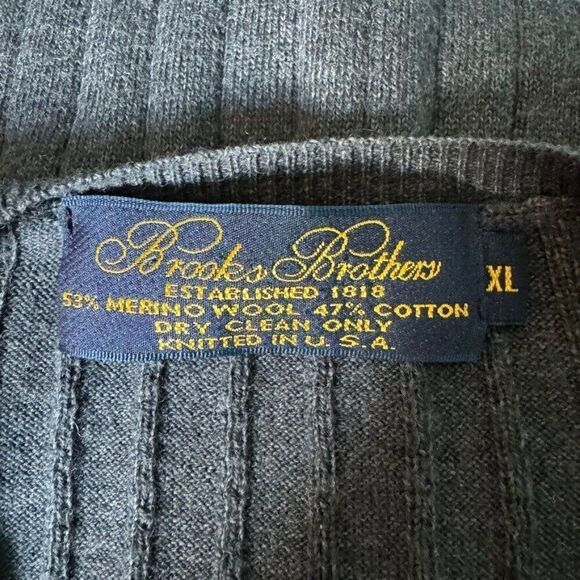 Brooks Brothers
ESTABLISHED 1818
53% MERINO WOOL 47% COTTON
DRY CLEAN ONLY
KNITTED IN U.S.A.
XL